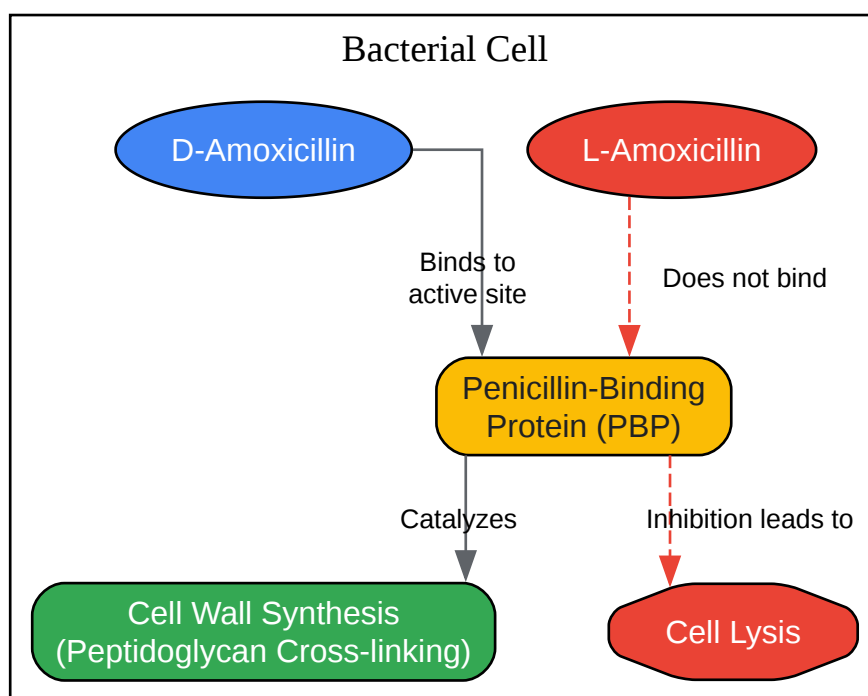 Bacterial Cell
D-Amoxicillin
L-Amoxicillin
Binds to
active site
Does not bind
Penicillin-Binding
Protein (PBP)
Catalyzes
Inhibition leads to
Cell Wall Synthesis
(Peptidoglycan Cross-linking)
Cell Lysis